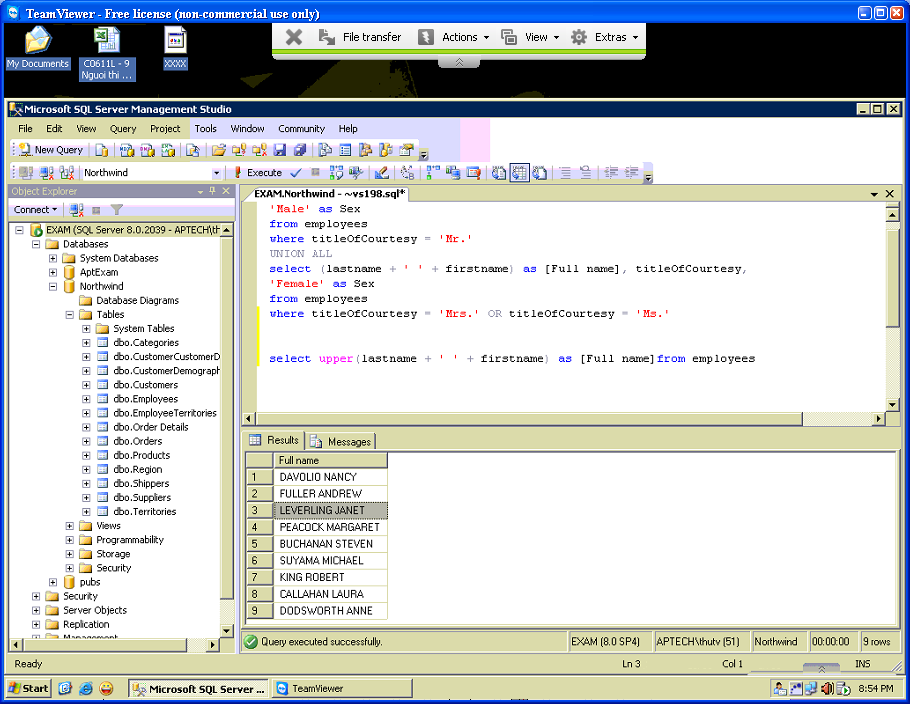 TeamViewer - Free license (non-commercial use only)
File transfer
Actions
View
Extras
My Documents
C0611L - 9
Nguoi thi ...
XXXX
Microsoft SQL Server Management Studio
File Edit View Query Project Tools Window Community Help
New Query
Northwind
Execute
Object Explorer
Connect
EXAM (SQL Server 8.0.2039 - APTECH\th
Databases
System Databases
AptExam
Northwind
Database Diagrams
Tables
System Tables
dbo.Categories
dbo.CustomerCustomerD
dbo.CustomerDemograph
dbo.Customers
dbo.Employees
dbo.EmployeeTerritories
dbo.Order Details
dbo.Orders
dbo.Products
dbo.Region
dbo.Shippers
dbo.Suppliers
dbo.Territories
Views
Programmability
Storage
Security
pubs
Security
Server Objects
Replication
Management
EXAM.Northwind - ~vs198.sql*
'Male' as Sex
from employees
where titleOfCourtesy = 'Mr.'
UNION ALL
select (lastname + ' ' + firstname) as [Full name], titleOfCourtesy,
'Female' as Sex
from employees
where titleOfCourtesy = 'Mrs.' OR titleOfCourtesy = 'Ms.'
select upper(lastname + ' ' + firstname) as [Full name]from employees
Results
Messages
Full name
1 DAVOLIO NANCY
2 FULLER ANDREW
3 LEVERLING JANET
4 PEACOCK MARGARET
5 BUCHANAN STEVEN
6 SUYAMA MICHAEL
7 KING ROBERT
8 CALLAHAN LAURA
9 DODSWORTH ANNE
Query executed successfully.
EXAM (8.0 SP4)
APTECH\thutv (51)
Northwind
00:00:00
9 rows
Ready
Ln 3
Col 1
INS
Start
Microsoft SQL Server ...
TeamViewer
8:54 PM